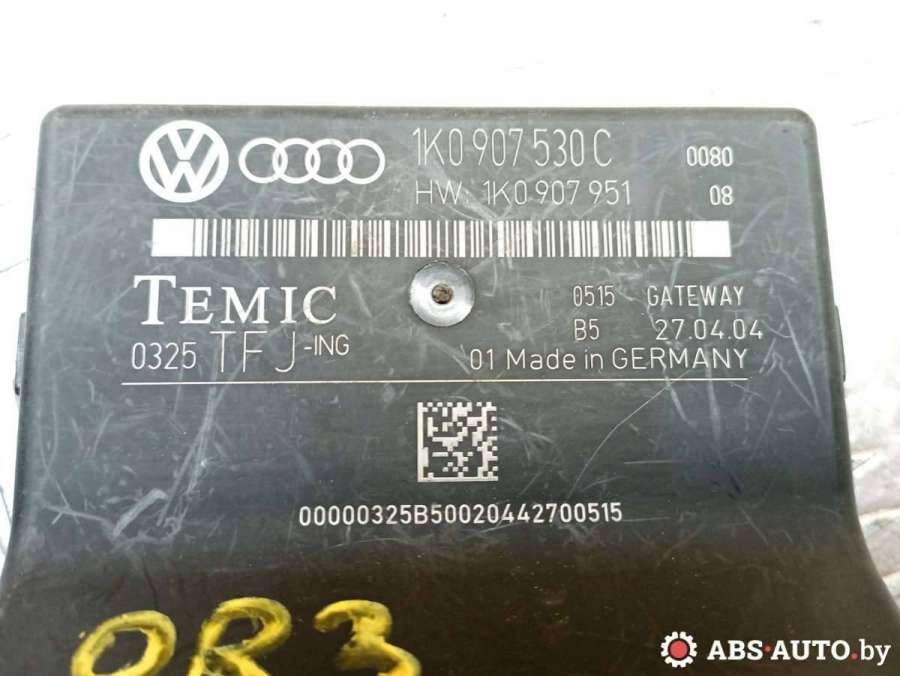 1K0 907 530 C 0080
HW: 1K0 907 951 08
TEMIC 0515 GATEWAY
B5 27.04.04
0325 TFJ-ING 01 Made in GERMANY
00000325B50020442700515
OR3
ABS-AUTO.by